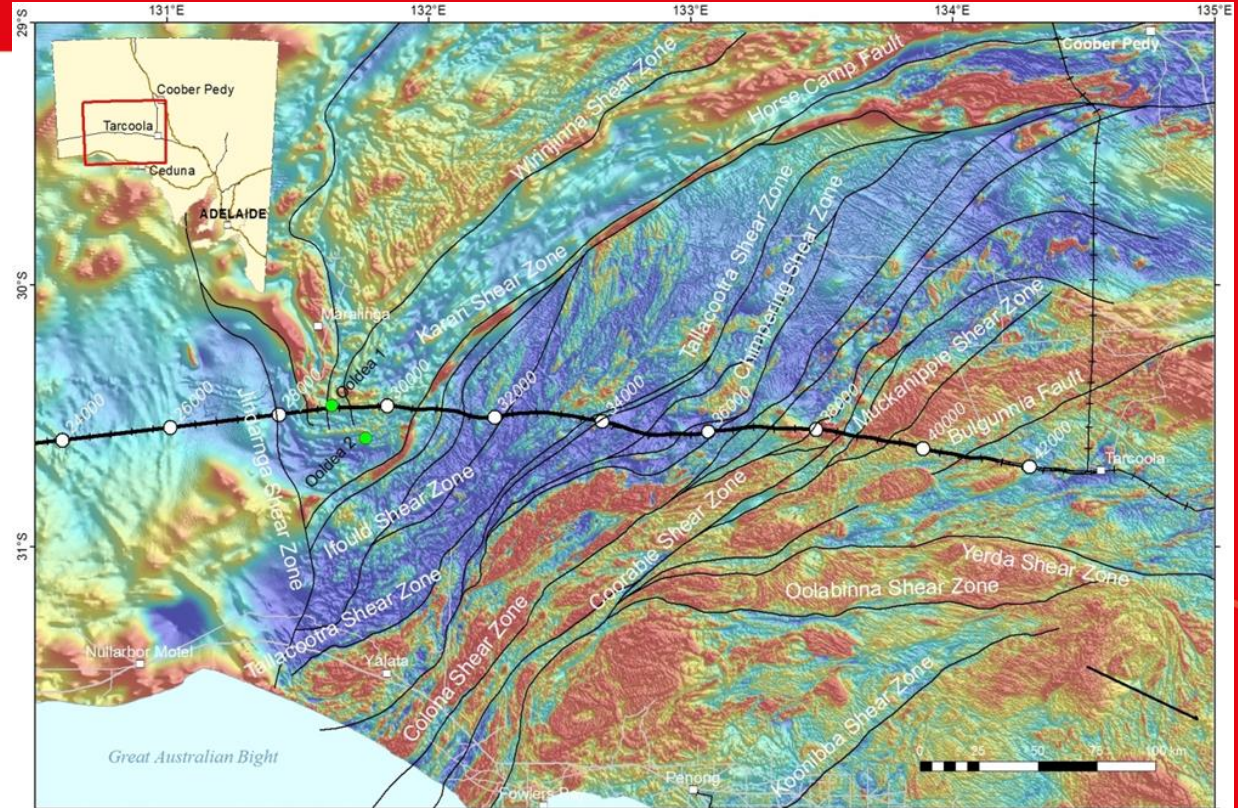 131°E
132°E
133°E
134°E
135°E
29°S
30°S
31°S
Coober Pedy
Tarcoola
Ceduna
ADELAIDE
Coober Pedy
Winjinna Shear Zone
Horse Camp Fault
Karari Shear Zone
Tallacootra Shear Zone
Chimpering Shear Zone
Muckanippie Shear Zone
Bulgunnia Fault
Maralinga
Ooldea 1
Ooldea 2
24000
26000
28000
30000
32000
34000
36000
38000
40000
42000
Tarcoola
Jindarnga Shear Zone
Ifould Shear Zone
Tallacootra Shear Zone
Colona Shear Zone
Coorabie Shear Zone
Yerda Shear Zone
Oolabinna Shear Zone
Koonibba Shear Zone
Nullarbor Motel
Yalata
Great Australian Bight
Penong
Fowlers
0 25 50 75 100 km